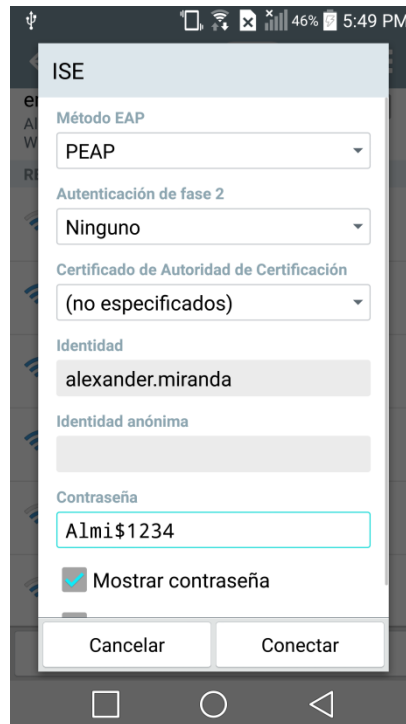 46% 5:49 PM
ISE
Método EAP
PEAP
Autenticación de fase 2
Ninguno
Certificado de Autoridad de Certificación
(no especificados)
Identidad
alexander.miranda
Identidad anónima
Contraseña
Almi$1234
Mostrar contraseña
Cancelar Conectar